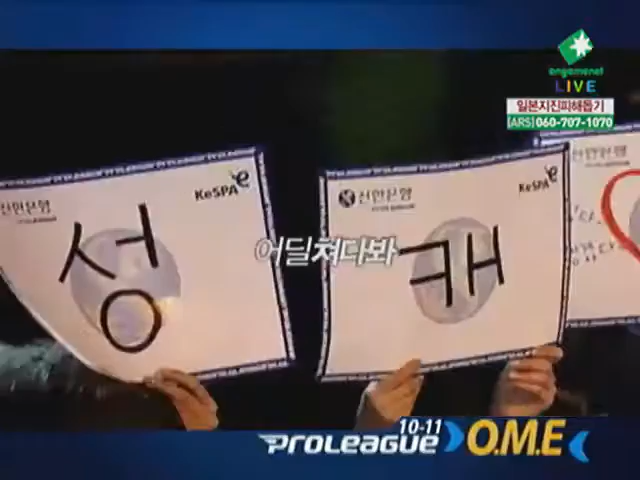 ongamenet
LIVE
일본지진피해돕기
[ARS] 060-707-1070
신한은행
KeSPA
성
신한은행
KeSPA
캐
신한은행
어딜쳐다봐
10-11
PROLEAGUE
O.M.E